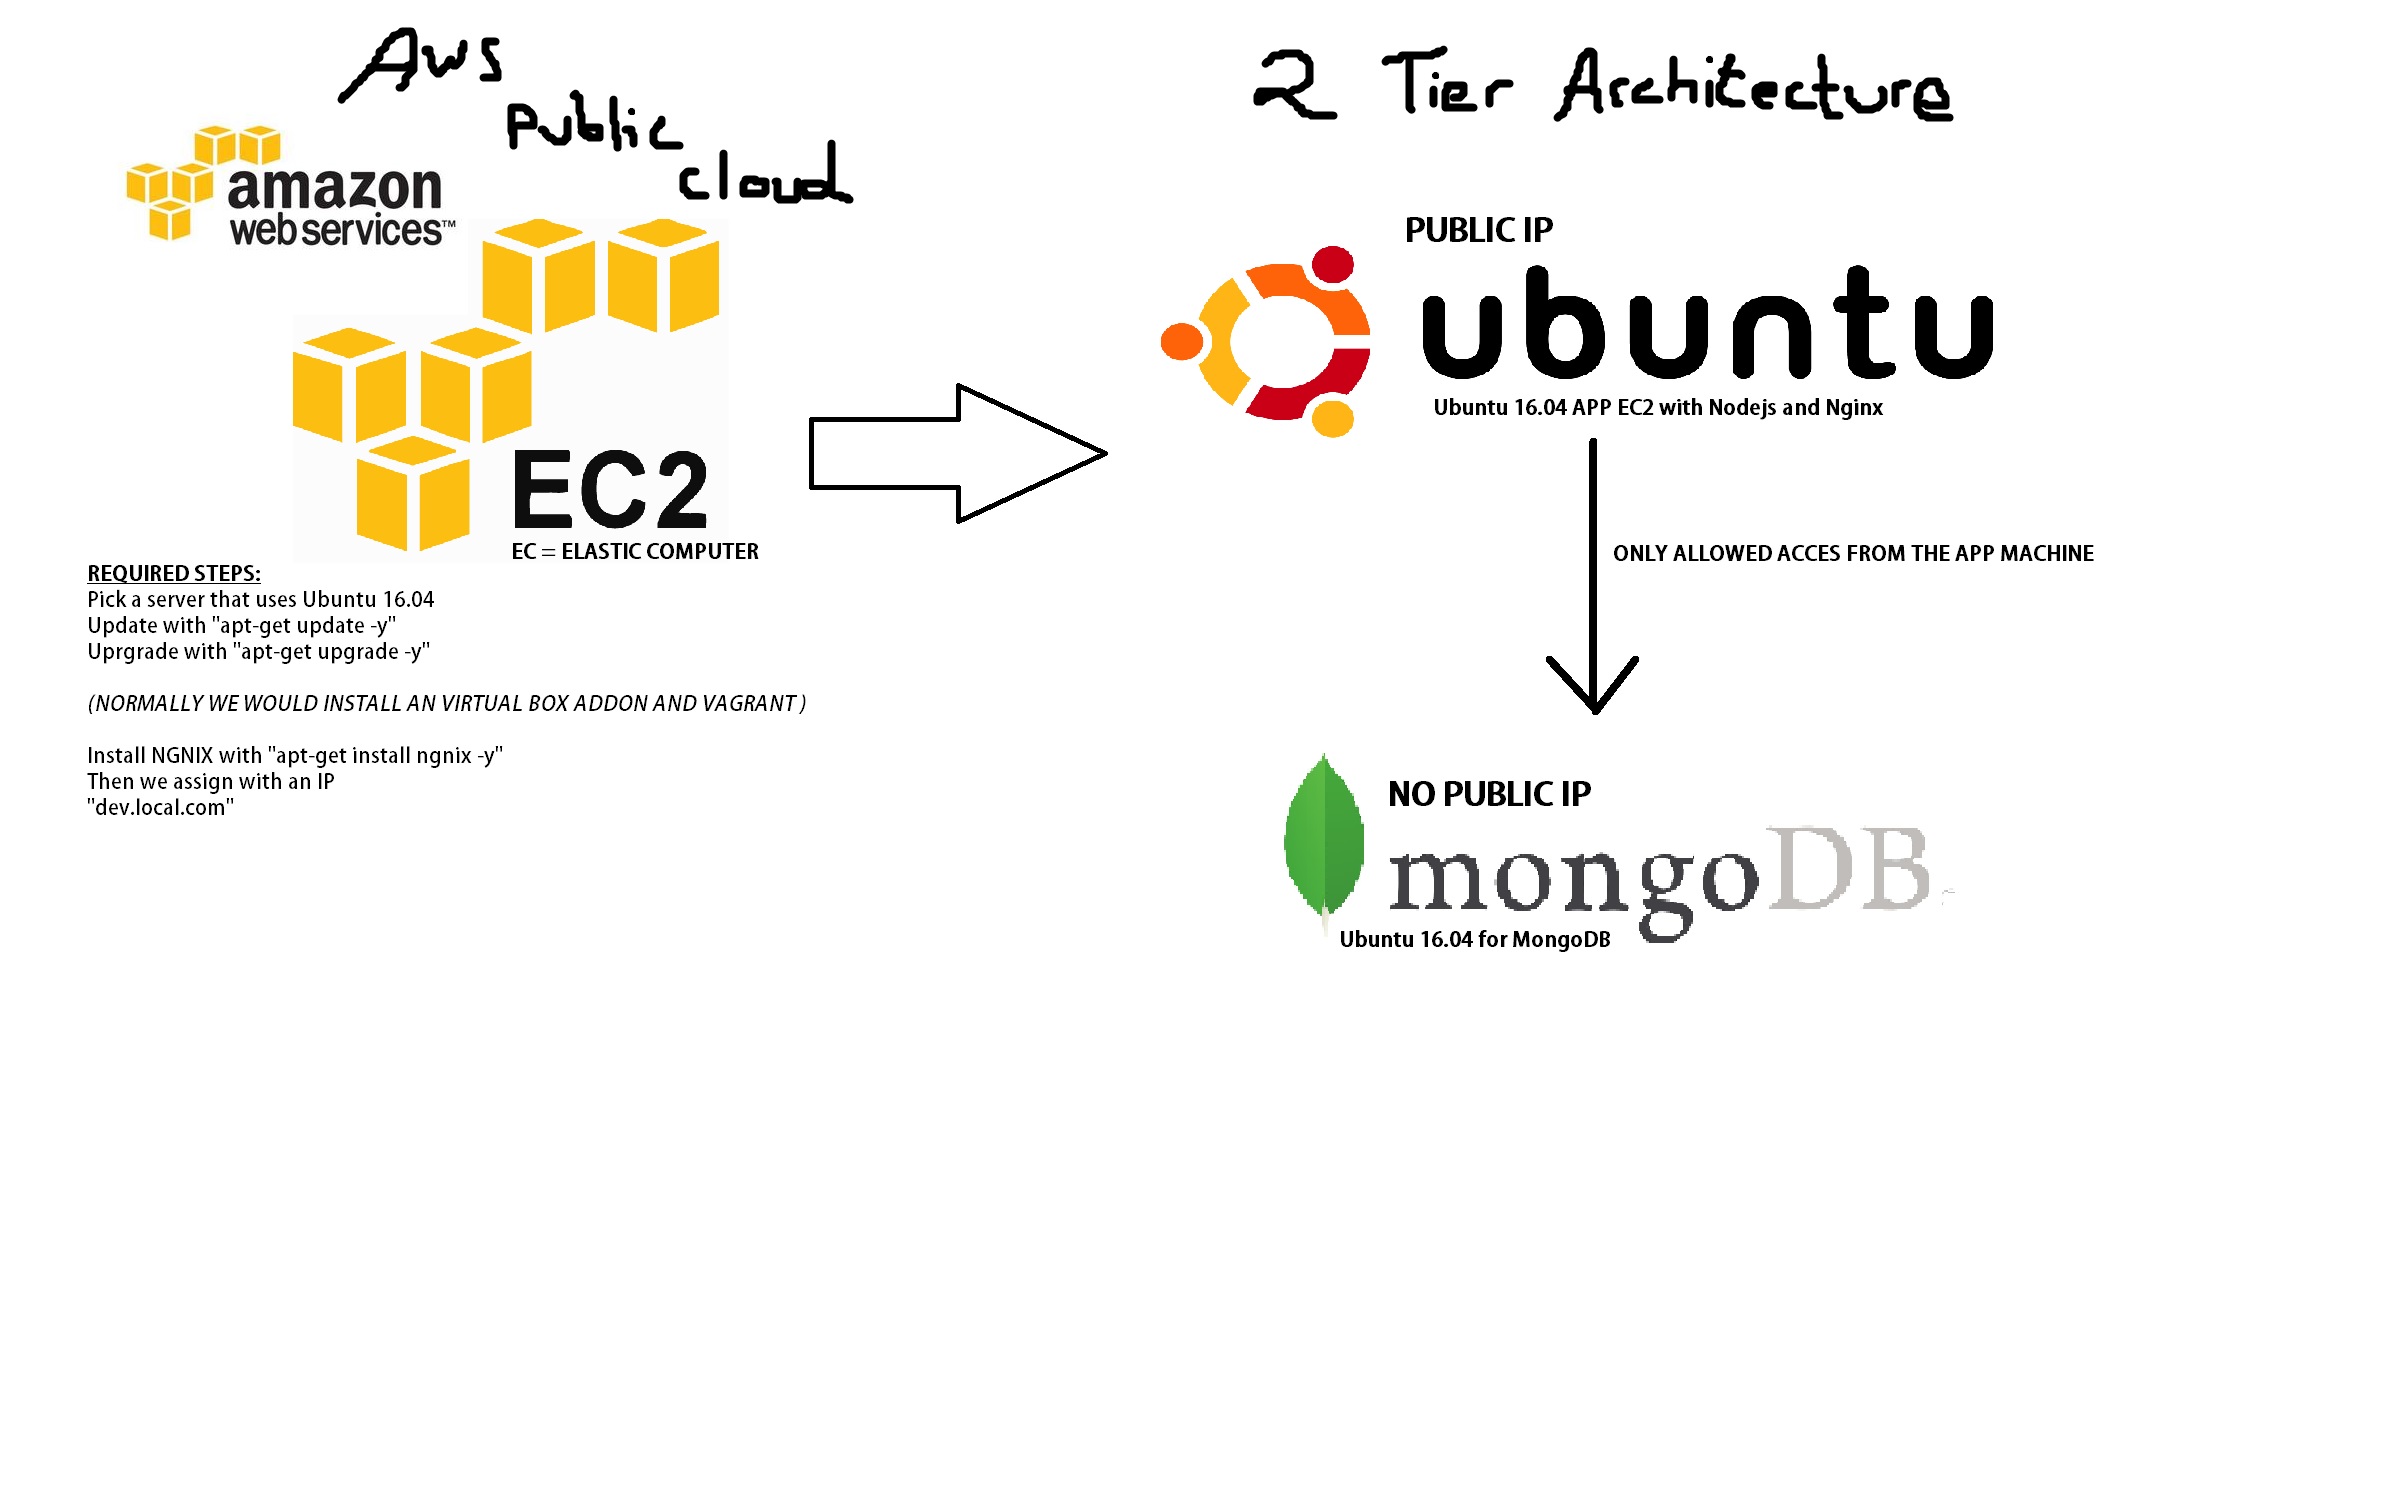 Aws
public
cloud
amazon
web services™
EC2
EC = ELASTIC COMPUTER
REQUIRED STEPS:
Pick a server that uses Ubuntu 16.04
Update with "apt-get update -y"
Uprgrade with "apt-get upgrade -y"
(NORMALLY WE WOULD INSTALL AN VIRTUAL BOX ADDON AND VAGRANT )
Install NGNIX with "apt-get install ngnix -y"
Then we assign with an IP
"dev.local.com"
2 Tier Architecture
PUBLIC IP
ubuntu
Ubuntu 16.04 APP EC2 with Nodejs and Nginx
ONLY ALLOWED ACCES FROM THE APP MACHINE
NO PUBLIC IP
mongoDB
Ubuntu 16.04 for MongoDB